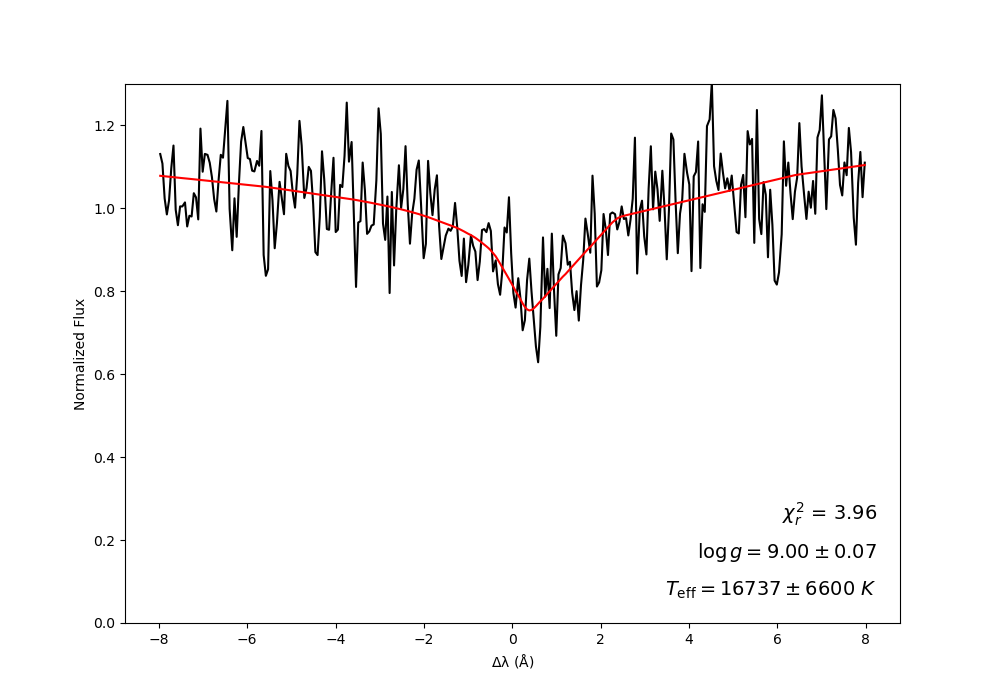 1.2
1.0
0.8
0.6
0.4
0.2
0.0
Normalized Flux
χ²ᵣ = 3.96
log g = 9.00 ± 0.07
T_eff = 16737 ± 6600 K
−8 −6 −4 −2 0 2 4 6 8
Δλ (Å)